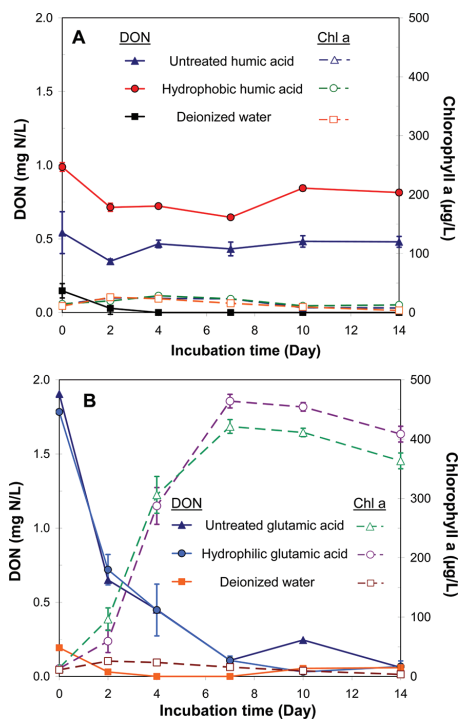 A
DON Chl a
Untreated humic acid
Hydrophobic humic acid
Deionized water
DON (mg N/L)
2.0
1.5
1.0
0.5
0.0
Chlorophyll a (µg/L)
500
400
300
200
100
0
0 2 4 6 8 10 12 14
Incubation time (Day)
B
DON Chl a
Untreated glutamic acid
Hydrophilic glutamic acid
Deionized water
DON (mg N/L)
2.0
1.5
1.0
0.5
0.0
Chlorophyll a (µg/L)
500
400
300
200
100
0
0 2 4 6 8 10 12 14
Incubation time (Day)